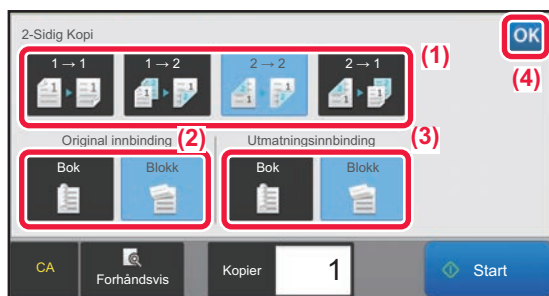 2-Sidig Kopi
OK
(1)
(4)
1 → 1
1 → 2
2 → 2
2 → 1
Original innbinding
(2)
Utmatningsinnbinding
(3)
Bok
Blokk
Bok
Blokk
CA
Forhåndsvis
Kopier
1
Start